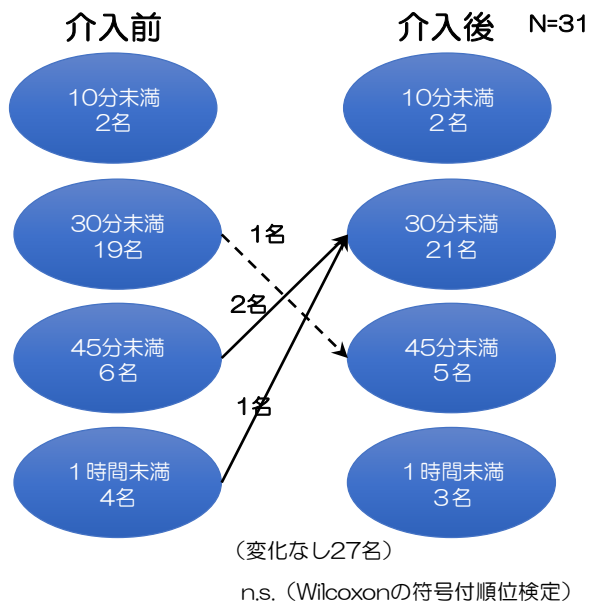 介入前
介入後
N=31
10分未満
2名
10分未満
2名
30分未満
19名
1名
30分未満
21名
2名
45分未満
6名
45分未満
5名
1名
1時間未満
4名
1時間未満
3名
（変化なし27名）
n.s.（Wilcoxonの符号付順位検定）